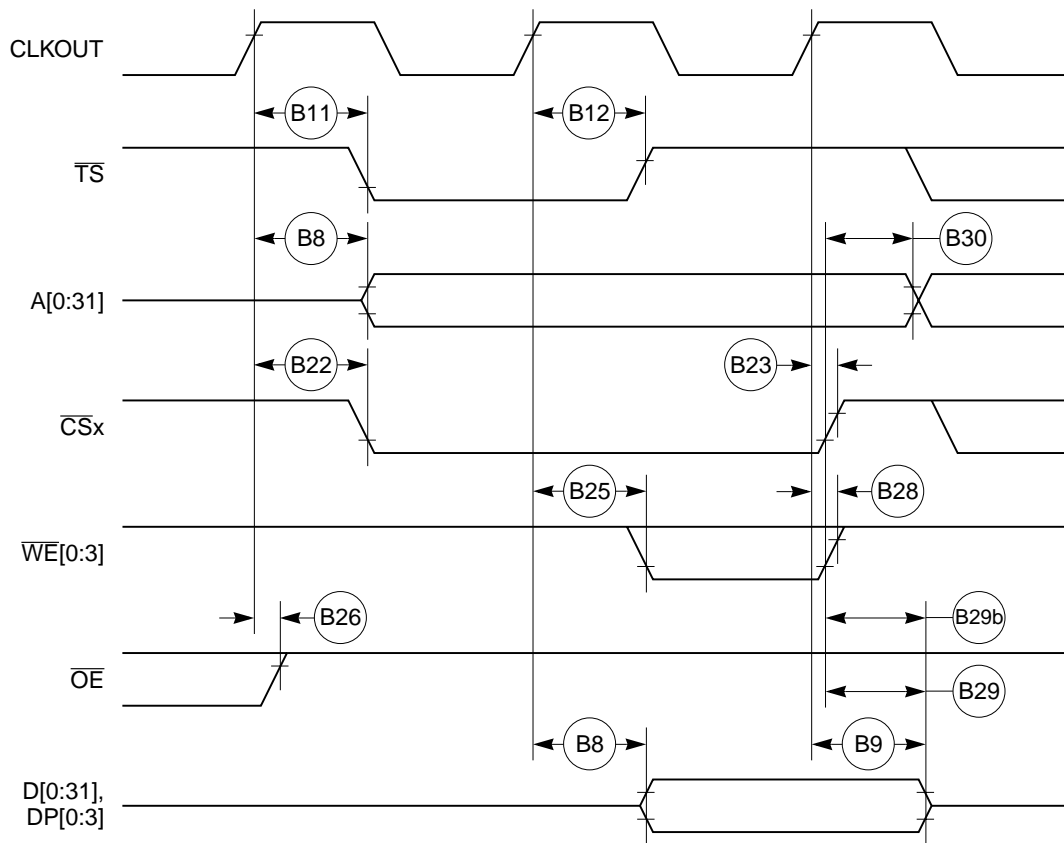 CLKOUT
B11
B12
TS
B8
B30
A[0:31]
B22
B23
CSx
B25
B28
WE[0:3]
B26
B29b
OE
B29
B8
B9
D[0:31],
DP[0:3]